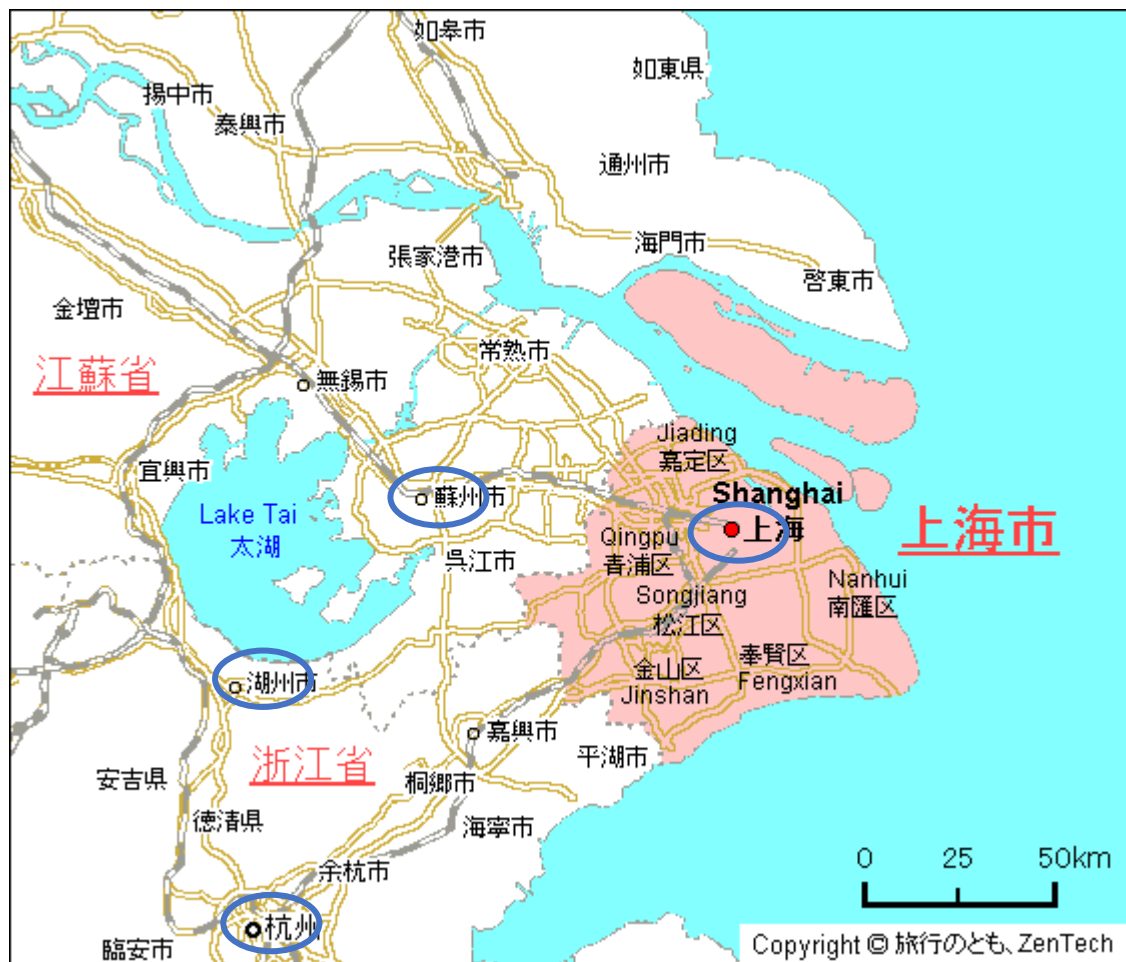 如皋市
如東県
揚中市
泰興市
通州市
海門市
張家港市
啓東市
金壇市
江蘇省
常熟市
無錫市
Jiading
嘉定区
宜興市
蘇州市
Shanghai
上海
上海市
Lake Tai
太湖
Qingpu
青浦区
呉江市
Nanhui
南匯区
Songjiang
松江区
湖州市
金山区
Jinshan
奉賢区
Fengxian
嘉興市
平湖市
浙江省
安吉県
桐郷市
徳清県
海寧市
余杭市
0 25 50km
杭州
臨安市
Copyright © 旅行のとも、ZenTech